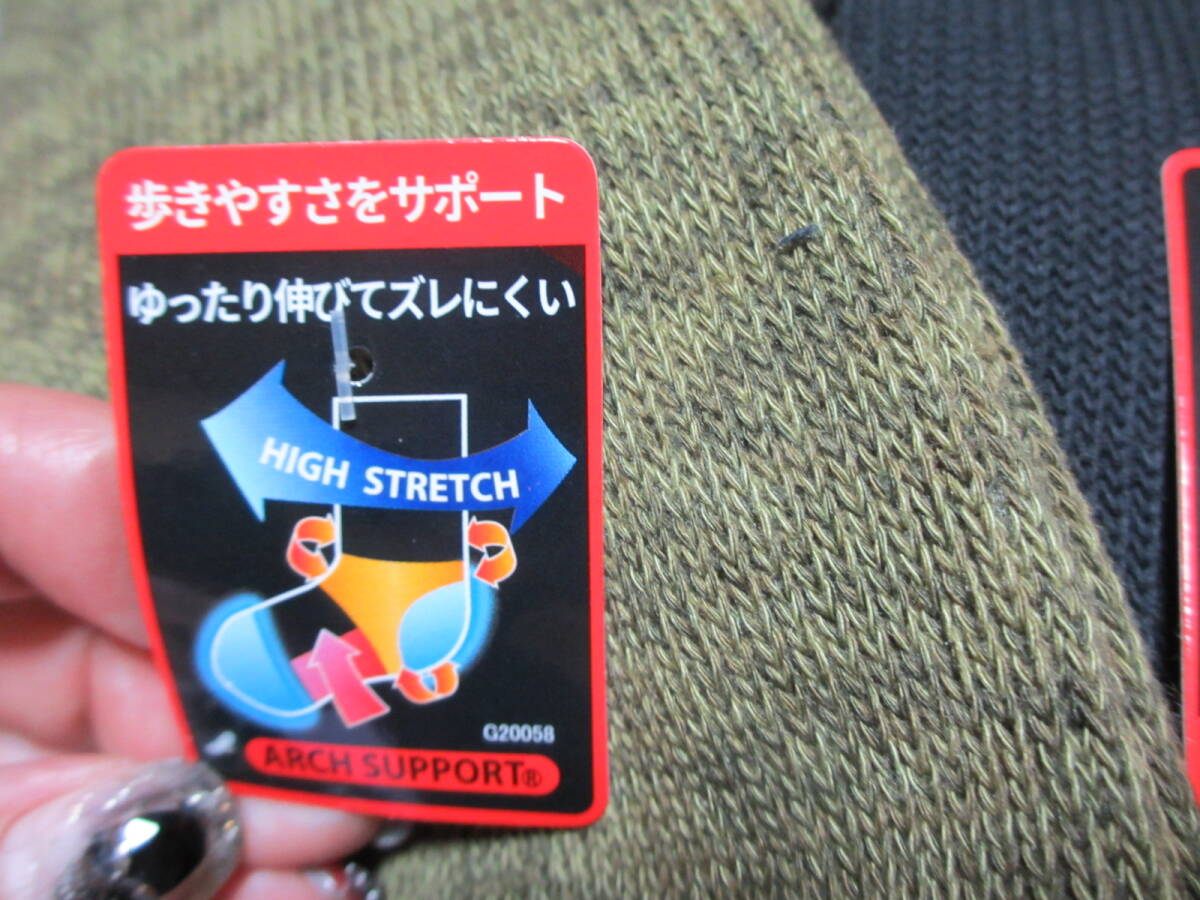 歩きやすさをサポート
ゆったり伸びてズレにくい
HIGH STRETCH
G20058
ARCH SUPPORT®